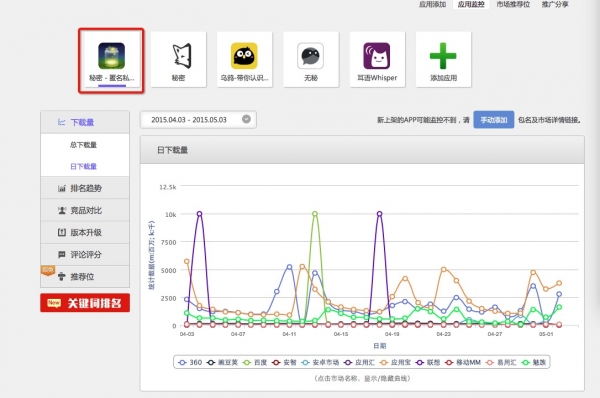 应用添加 应用监控 市场推荐位 推广分享
秘密 - 匿名私... 秘密 乌鸦-带你认识... 无秘 耳语Whisper 添加应用
下载量
总下载量
日下载量
排名趋势
竞品对比
版本升级
评论评分
推荐位
New 关键词排名
2015.04.03 - 2015.05.03
新上架的APP可能监控不到，请 手动添加 包名及市场详情链接。
日下载量
统计数据(m:百万; k:千)
12.5k
10k
7500
5000
2500
0
04-03 04-07 04-11 04-15 04-19 04-23 04-27 05-01
日期
360 豌豆荚 百度 安智 安卓市场 应用汇 应用宝 联想 移动MM 易用汇 魅族
(点击市场名称，显示/隐藏曲线)